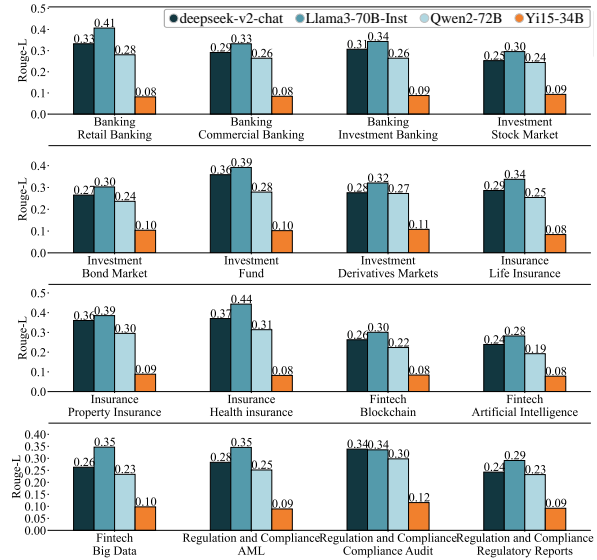 deepseek-v2-chat Llama3-70B-Inst Qwen2-72B Yi15-34B
Rouge-L
0.5
0.4
0.3
0.2
0.1
0.0
0.33 0.41 0.28 0.08
0.29 0.33 0.26 0.08
0.31 0.34 0.26 0.09
0.25 0.30 0.24 0.09
Banking
Retail Banking
Banking
Commercial Banking
Banking
Investment Banking
Investment
Stock Market
Rouge-L
0.4
0.3
0.2
0.1
0.0
0.27 0.30 0.24 0.10
0.36 0.39 0.28 0.10
0.28 0.32 0.27 0.11
0.29 0.34 0.25 0.08
Investment
Bond Market
Investment
Fund
Investment
Derivatives Markets
Insurance
Life Insurance
Rouge-L
0.5
0.4
0.3
0.2
0.1
0.0
0.36 0.39 0.30 0.09
0.37 0.44 0.31 0.08
0.26 0.30 0.22 0.08
0.24 0.28 0.19 0.08
Insurance
Property Insurance
Insurance
Health insurance
Fintech
Blockchain
Fintech
Artificial Intelligence
Rouge-L
0.40
0.35
0.30
0.25
0.20
0.15
0.10
0.05
0.00
0.26 0.35 0.23 0.10
0.28 0.35 0.25 0.09
0.34 0.34 0.30 0.12
0.24 0.29 0.23 0.09
Fintech
Big Data
Regulation and Compliance
AML
Regulation and Compliance
Compliance Audit
Regulation and Compliance
Regulatory Reports